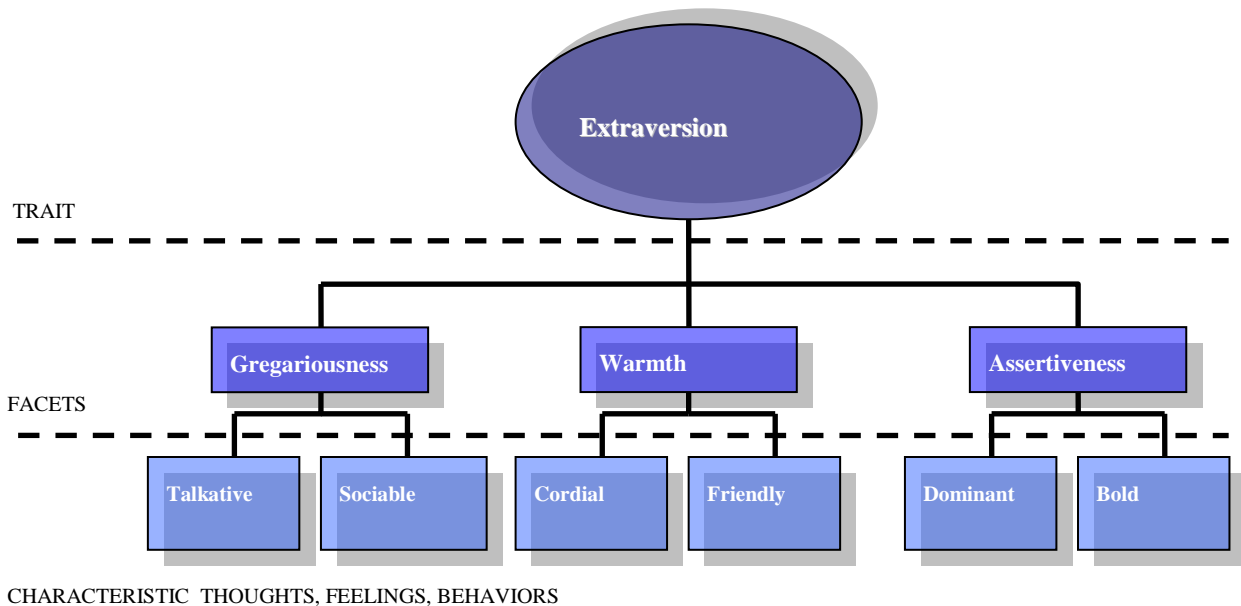 Extraversion
TRAIT
Gregariousness
Warmth
Assertiveness
FACETS
Talkative
Sociable
Cordial
Friendly
Dominant
Bold
CHARACTERISTIC THOUGHTS, FEELINGS, BEHAVIORS